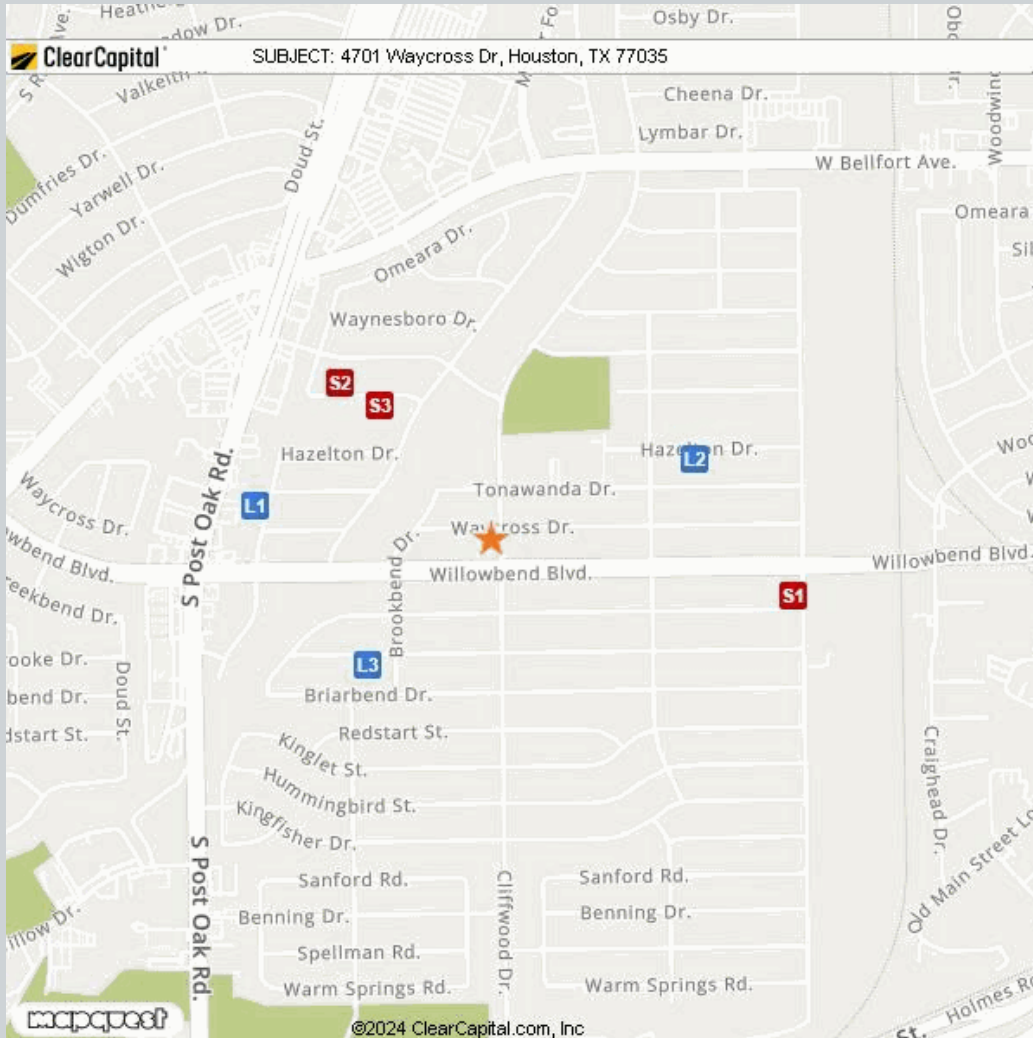 Osby Dr.
ClearCapital
SUBJECT: 4701 Waycross Dr, Houston, TX 77035
Valkeith
Cheena Dr.
Lymbar Dr.
Doud St.
W Bellfort Ave.
Dumfries Dr.
Yarwell Dr.
Wigton Dr.
Omeara
Omeara Dr.
Waynesboro Dr.
S2
S3
Hazelton Dr.
Hazelton Dr.
L2
Tonawanda Dr.
L1
Waycross Dr.
S Post Oak Rd.
Waycross Dr.
Willowbend Blvd.
Willowbend Blvd.
Brookbend Dr.
S1
L3
Briarbend Dr.
Doud St.
Redstart St.
Kinglet St.
Hummingbird St.
Kingfisher Dr.
Craighead Dr.
S Post Oak Rd.
Sanford Rd.
Sanford Rd.
Cliffwood Dr.
Benning Dr.
Benning Dr.
Old Main Street
Spellman Rd.
Warm Springs Rd.
Warm Springs Rd.
Holmes
St.
mapquest
©2024 ClearCapital.com, Inc